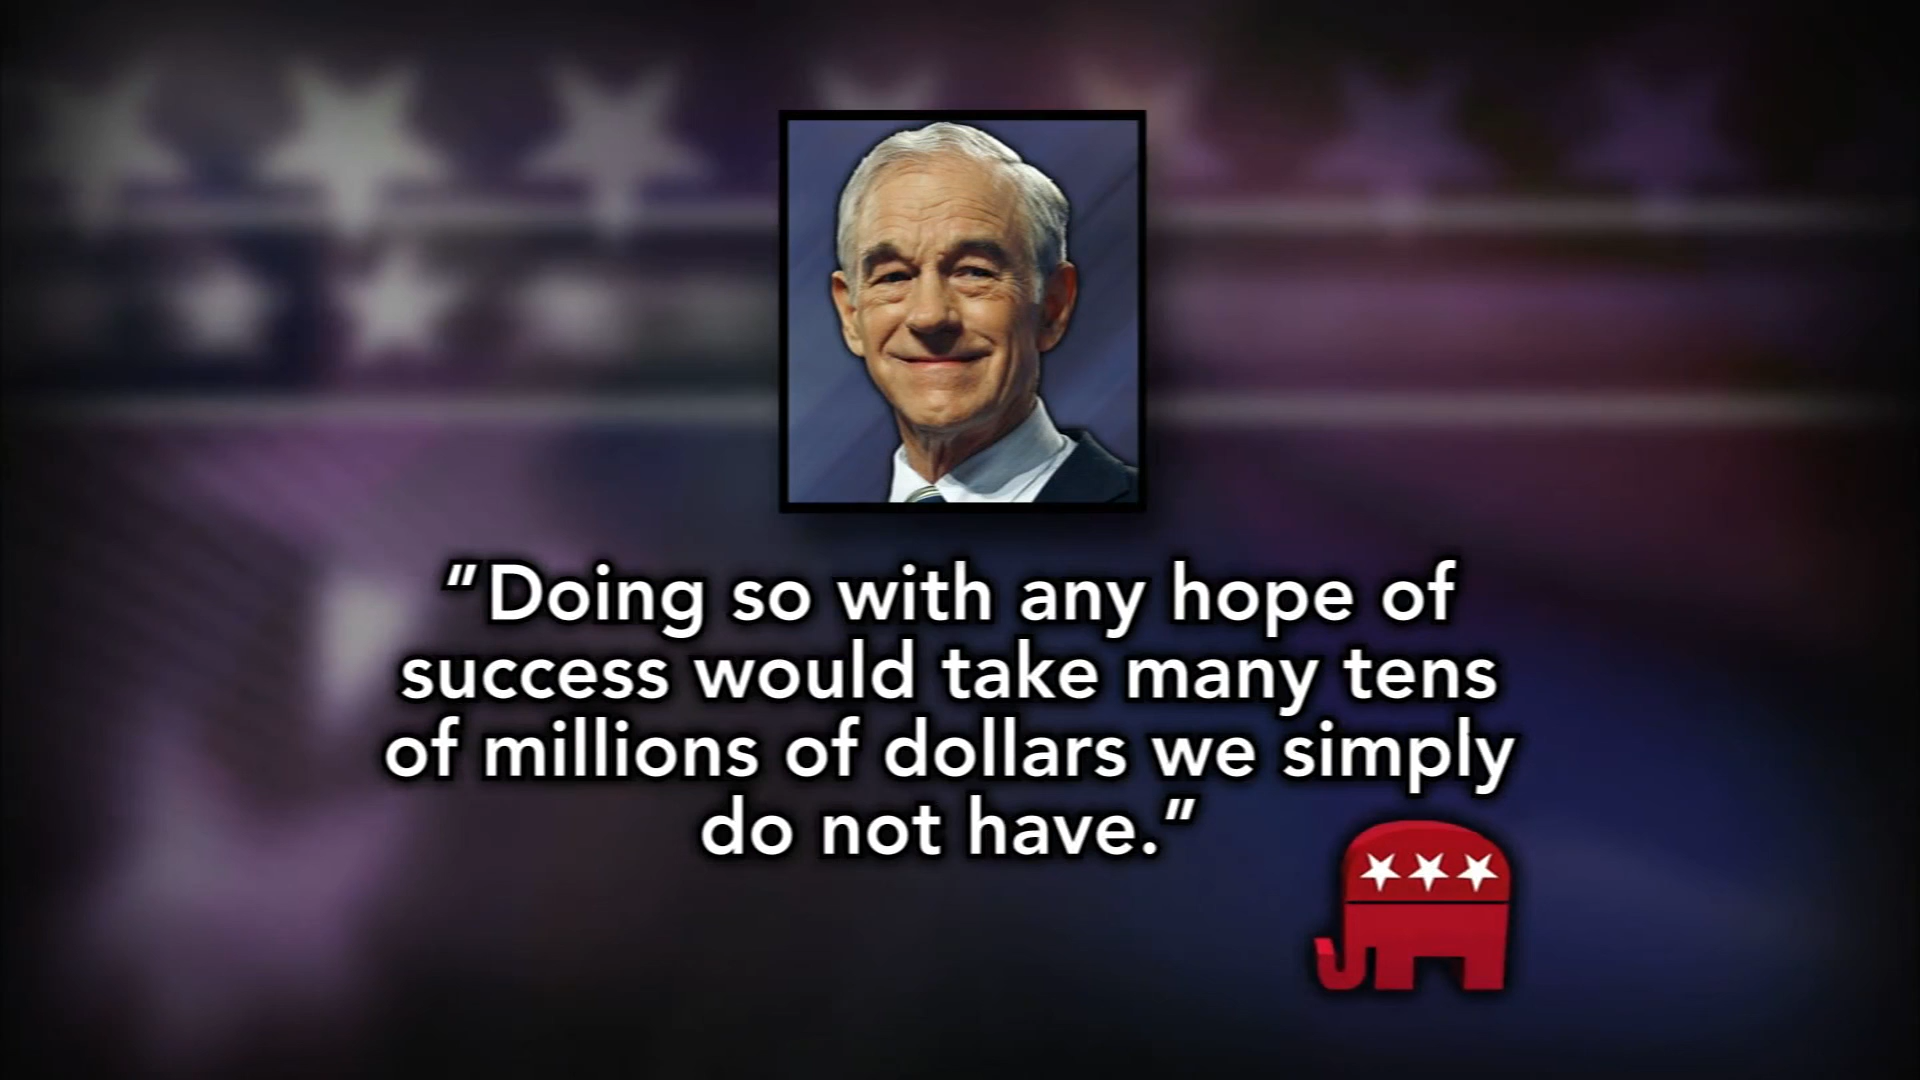 “Doing so with any hope of
success would take many tens
of millions of dollars we simply
do not have.”